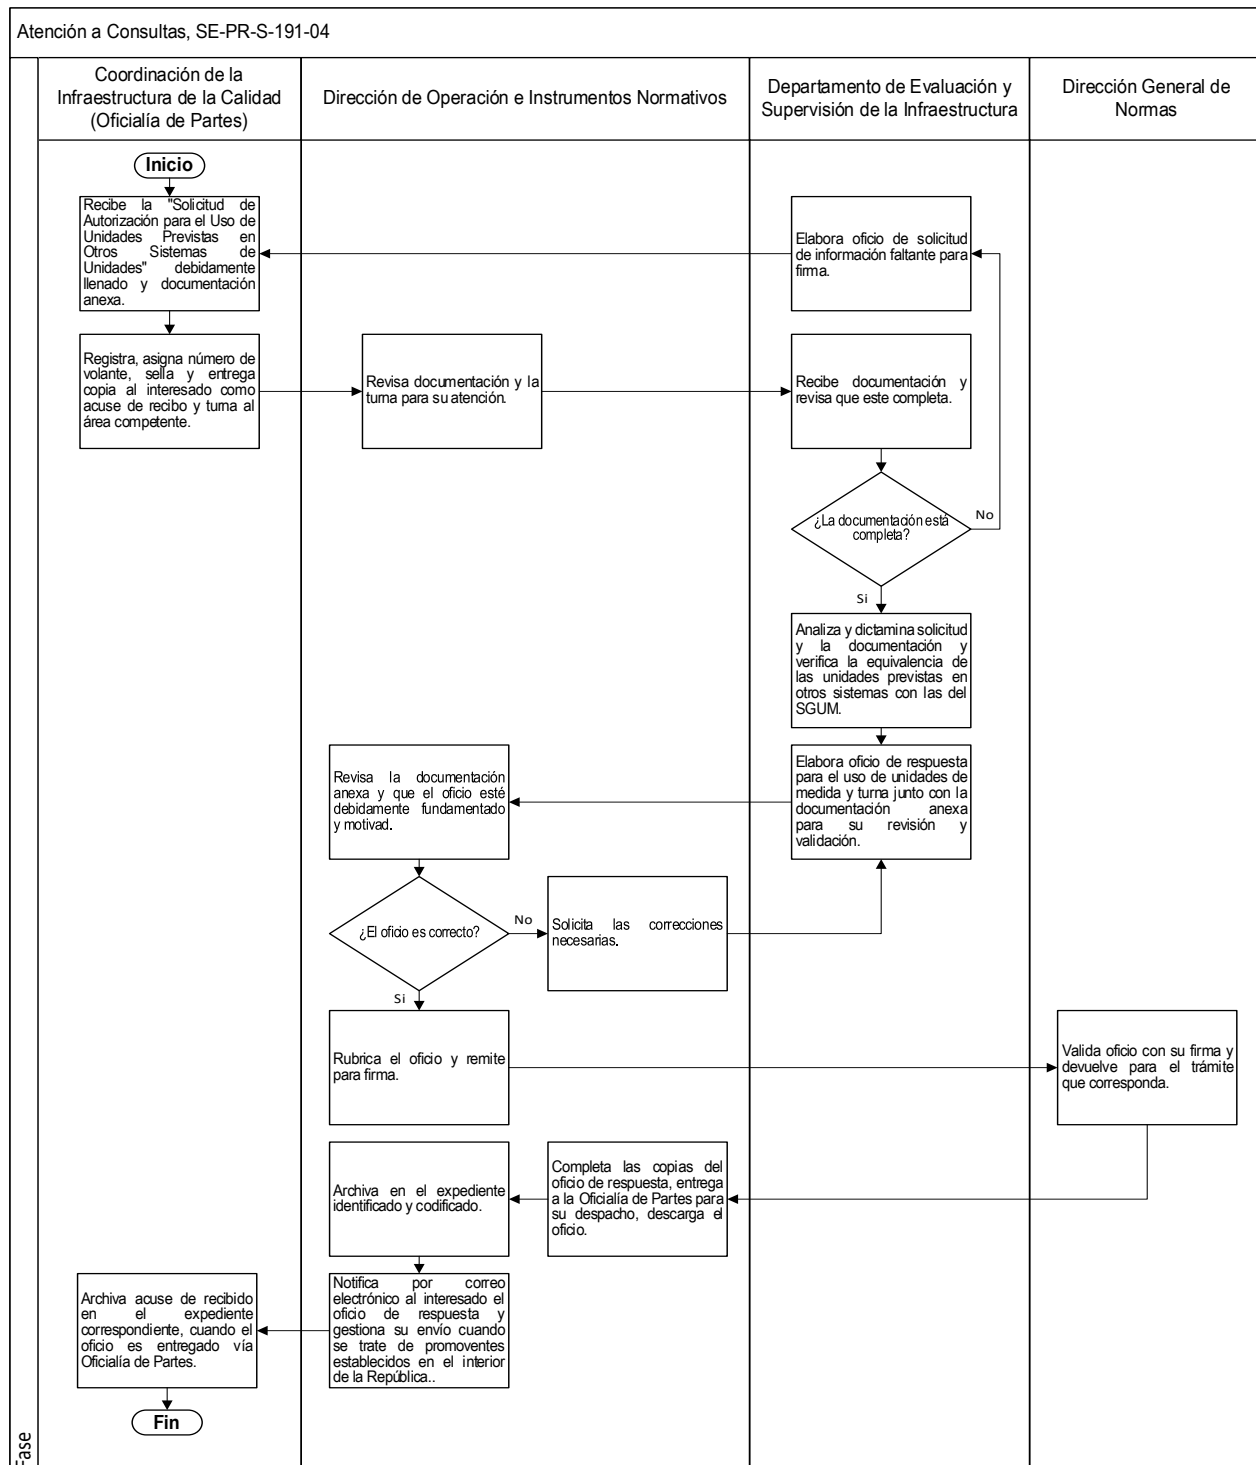 Atención a Consultas, SE-PR-S-191-04
Fase
Coordinación de la
Infraestructura de la Calidad
(Oficialía de Partes)
Dirección de Operación e Instrumentos Normativos
Departamento de Evaluación y
Supervisión de la Infraestructura
Dirección General de
Normas
Inicio
Recibe la "Solicitud de
Autorización para el Uso de
Unidades Previstas en
Otros Sistemas de
Unidades" debidamente
llenado y documentación
anexa.
Elabora oficio de solicitud
de información faltante para
firma.
Registra, asigna número de
volante, sella y entrega
copia al interesado como
acuse de recibo y turna al
área competente.
Revisa documentación y la
turna para su atención.
Recibe documentación y
revisa que este completa.
¿La documentación está
completa?
No
Si
Analiza y dictamina solicitud
y la documentación y
verifica la equivalencia de
las unidades previstas en
otros sistemas con las del
SGUM.
Elabora oficio de respuesta
para el uso de unidades de
medida y turna junto con la
documentación anexa
para su revisión y
validación.
Revisa la documentación
anexa y que el oficio esté
debidamente fundamentado
y motivad.
¿El oficio es correcto?
No
Solicita las correcciones
necesarias.
Si
Rubrica el oficio y remite
para firma.
Valida oficio con su firma y
devuelve para el trámite
que corresponda.
Completa las copias del
oficio de respuesta, entrega
a la Oficialía de Partes para
su despacho, descarga el
oficio.
Archiva en el expediente
identificado y codificado.
Notifica por correo
electrónico al interesado el
oficio de respuesta y
gestiona su envío cuando
se trate de promoventes
establecidos en el interior
de la República..
Archiva acuse de recibido
en el expediente
correspondiente, cuando el
oficio es entregado vía
Oficialía de Partes.
Fin